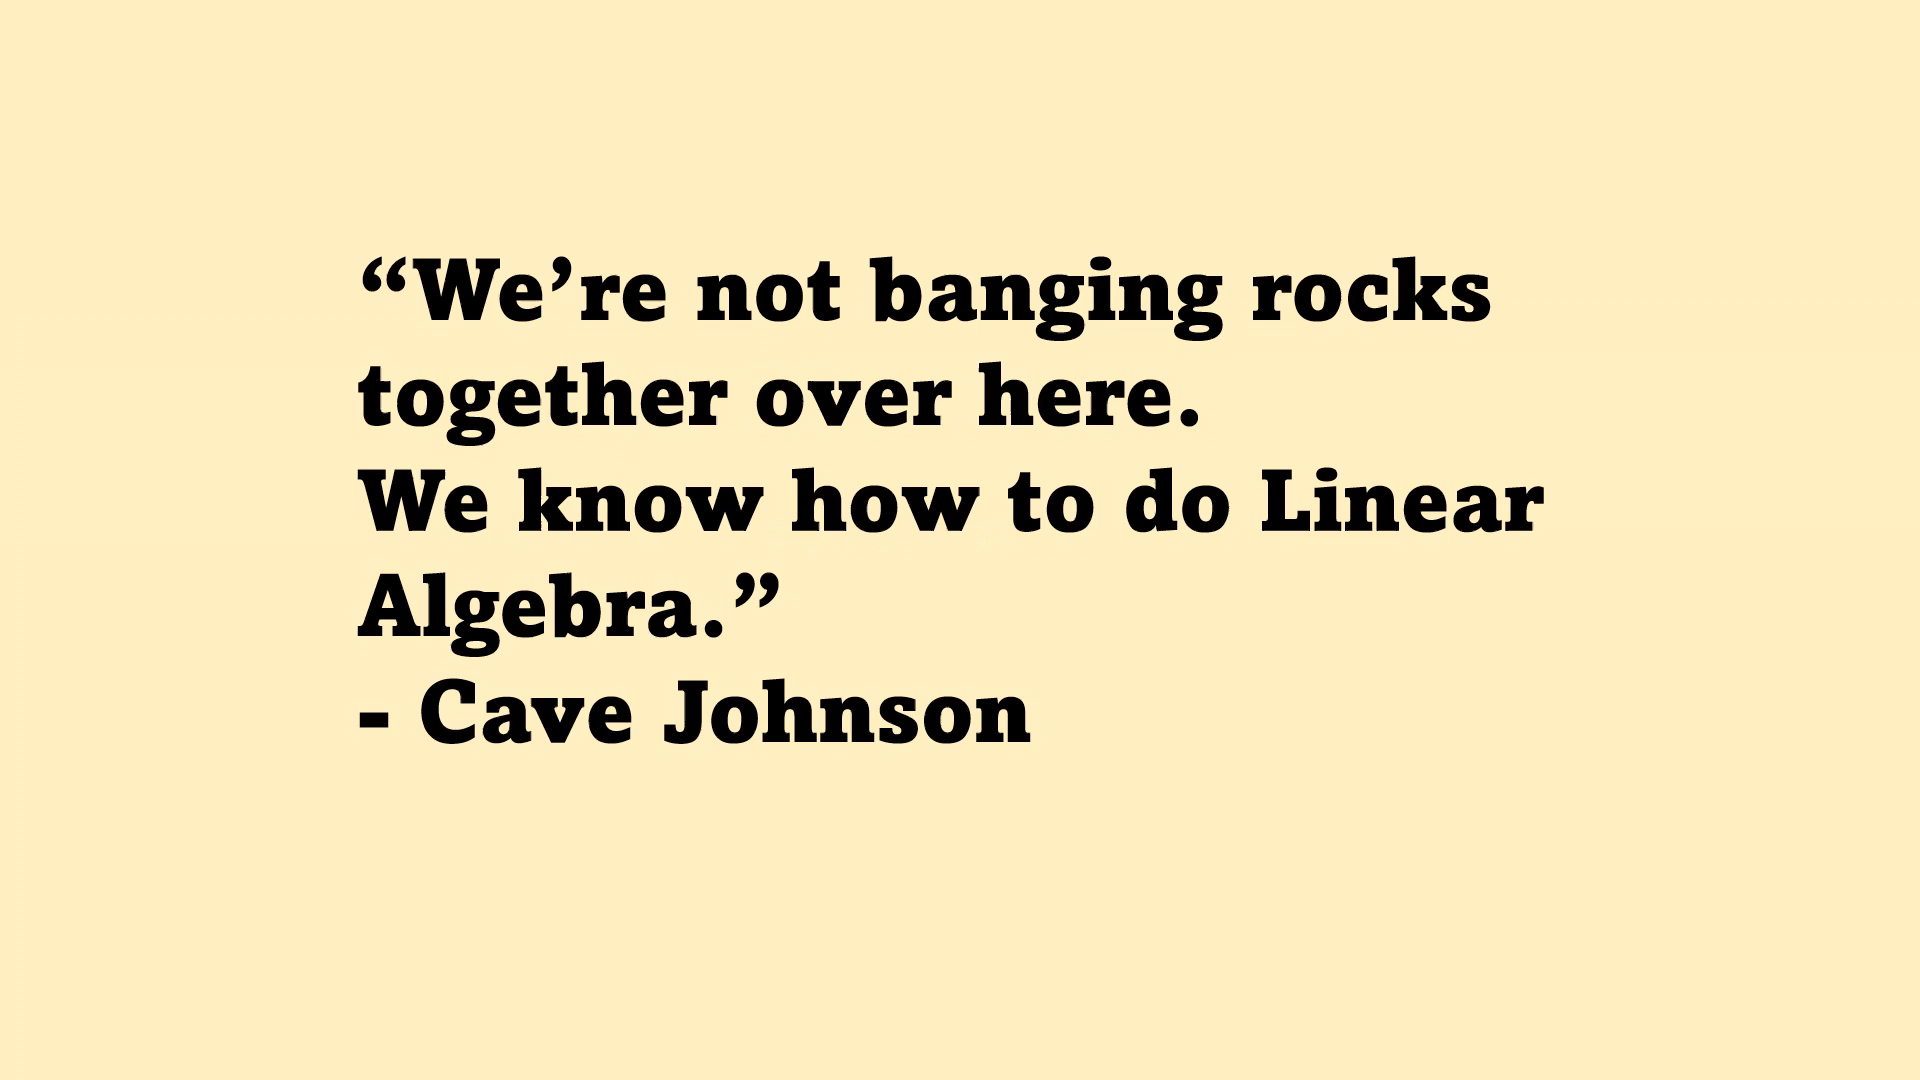 “We’re not banging rocks
together over here.
We know how to do Linear
Algebra.”
- Cave Johnson